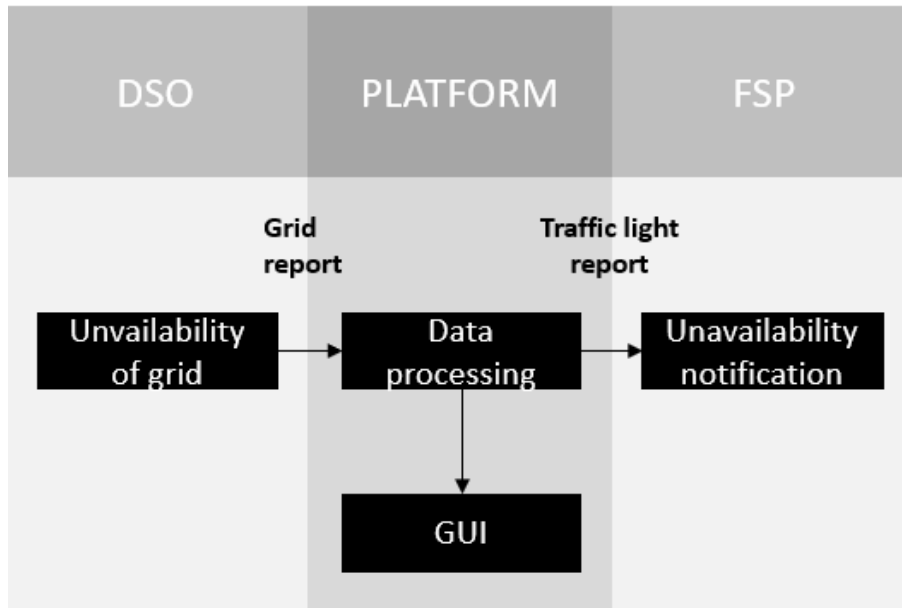 DSO
PLATFORM
FSP
Grid
report
Traffic light
report
Unvailability
of grid
Data
processing
Unavailability
notification
GUI